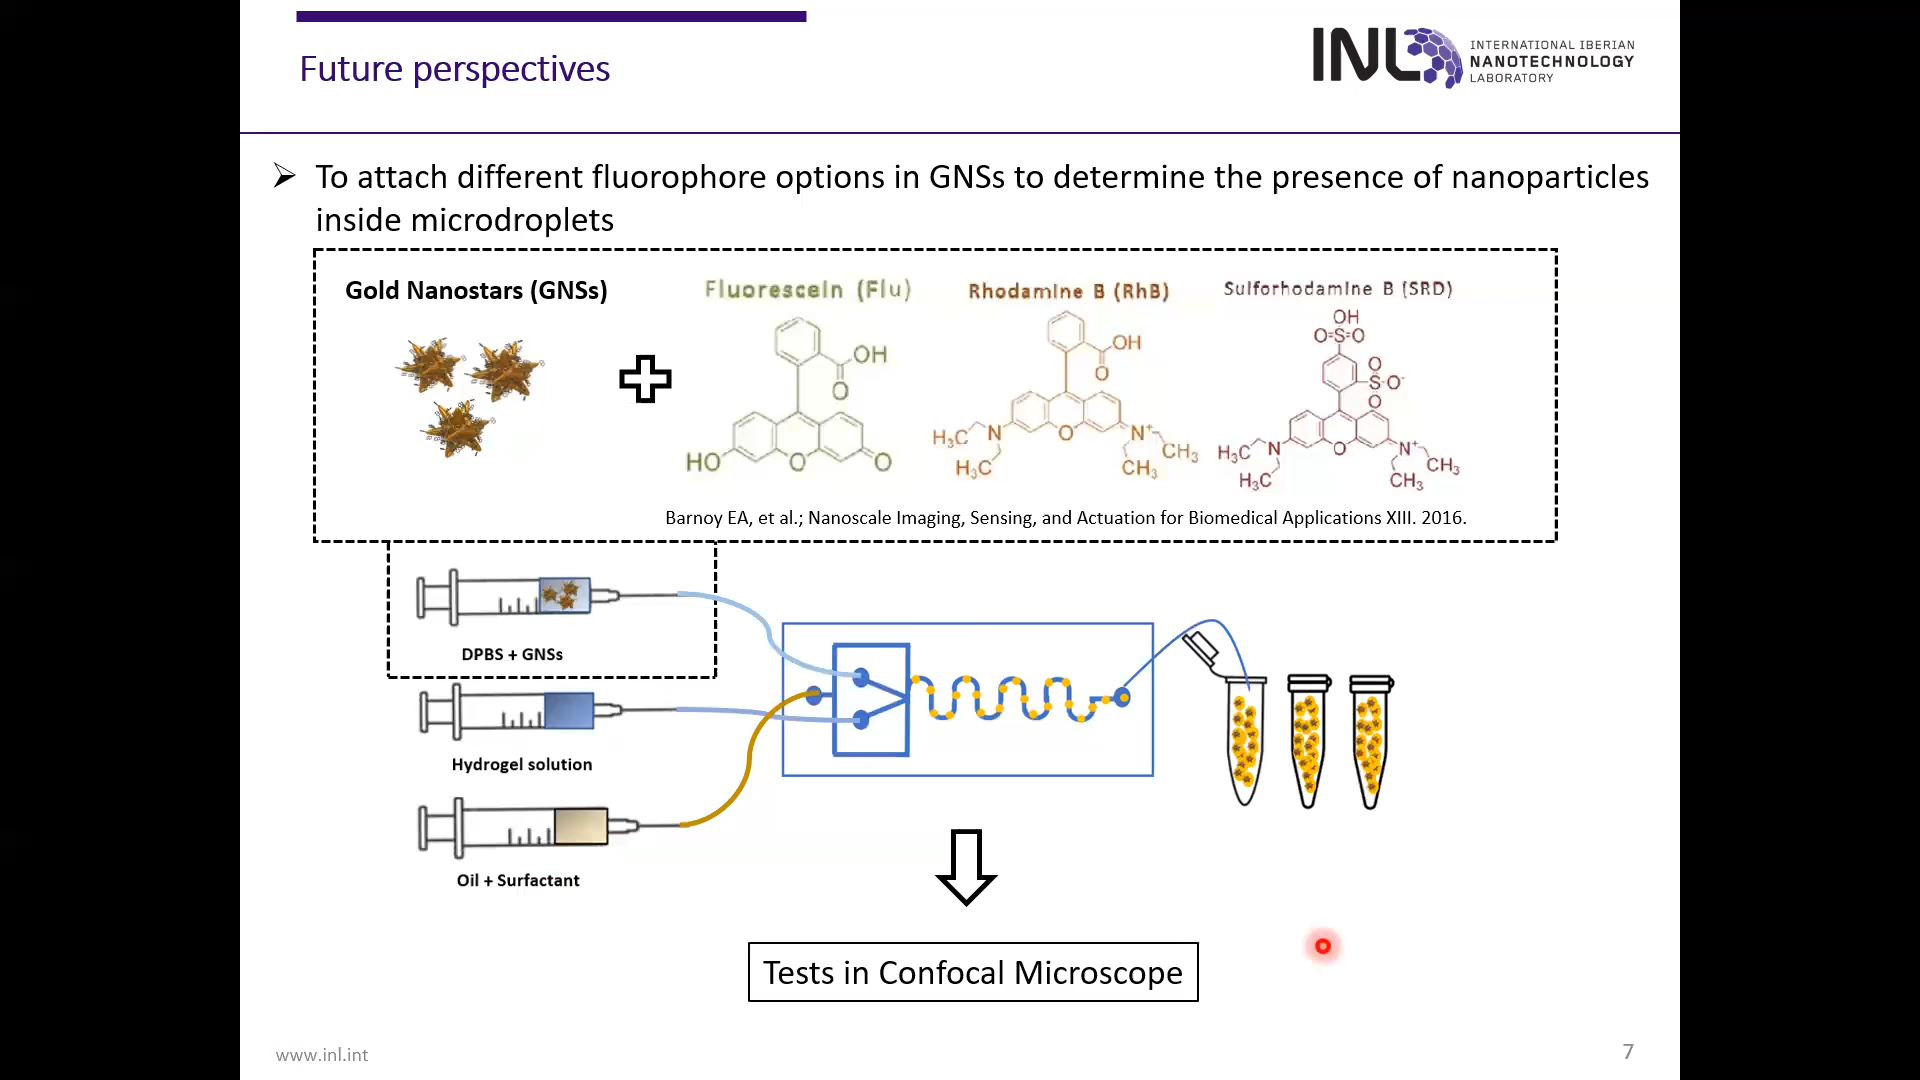 Future perspectives
INL
INTERNATIONAL IBERIAN
NANOTECHNOLOGY
LABORATORY
To attach different fluorophore options in GNSs to determine the presence of nanoparticles
inside microdroplets
Gold Nanostars (GNSs)
Fluorescein (Flu)
Rhodamine B (RhB)
Sulforhodamine B (SRD)
OH
O
HO
O
O
OH
O
H₃C
N
H₃C
O
N⁺
CH₃
CH₃
OH
O=S=O
O
S-O⁻
O
H₃C
N
H₃C
O
N⁺
CH₃
CH₃
Barnoy EA, et al.; Nanoscale Imaging, Sensing, and Actuation for Biomedical Applications XIII. 2016.
DPBS + GNSs
Hydrogel solution
Oil + Surfactant
Tests in Confocal Microscope
www.inl.int
7